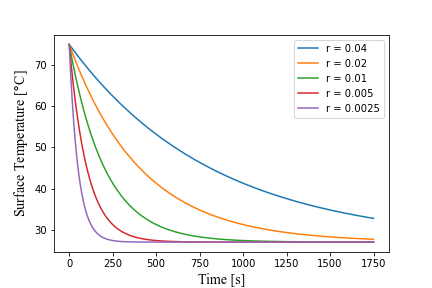 r = 0.04
r = 0.02
r = 0.01
r = 0.005
r = 0.0025
Surface Temperature [°C]
70
60
50
40
30
0 250 500 750 1000 1250 1500 1750
Time [s]